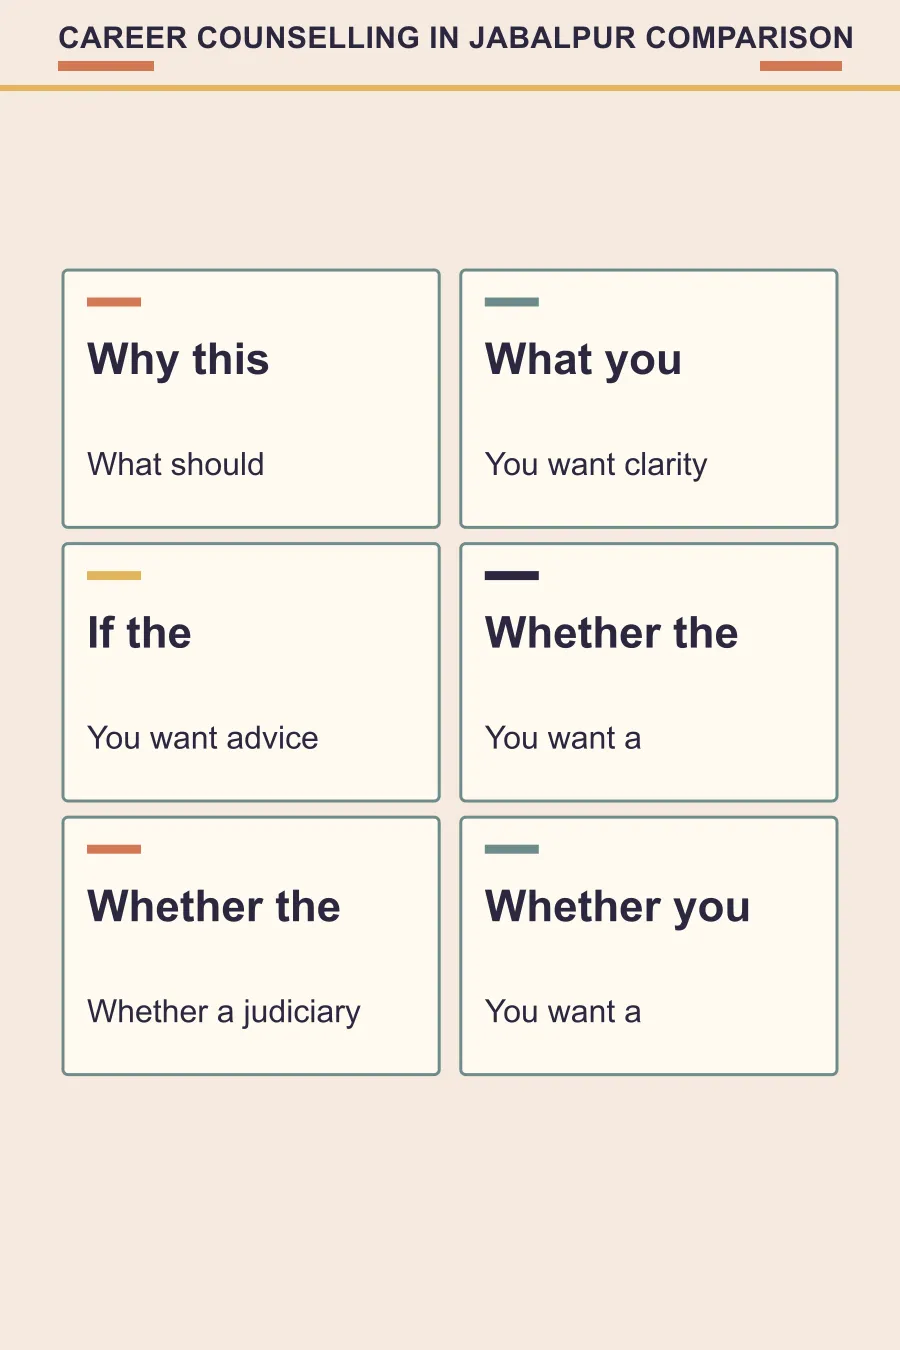 CAREER COUNSELLING IN JABALPUR COMPARISON
Why this
What should
What you
You want clarity
If the
You want advice
Whether the
You want a
Whether the
Whether a judiciary
Whether you
You want a